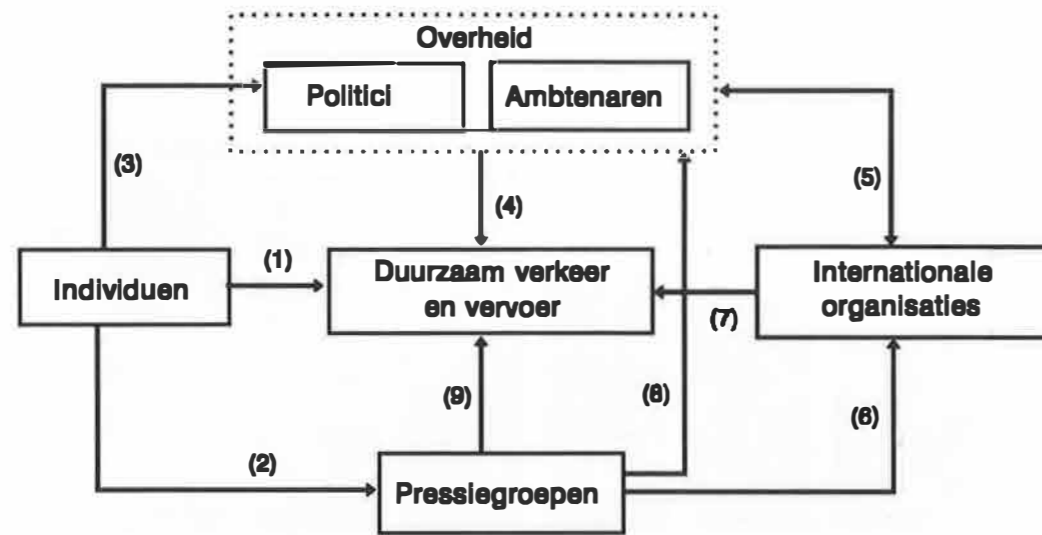 Overheid
Politici
Ambtenaren
(3)
(4)
(5)
(1)
Individuen
Duurzaam verkeer
en vervoer
Internationale
organisaties
(7)
(9)
(8)
(6)
(2)
Pressiegroepen